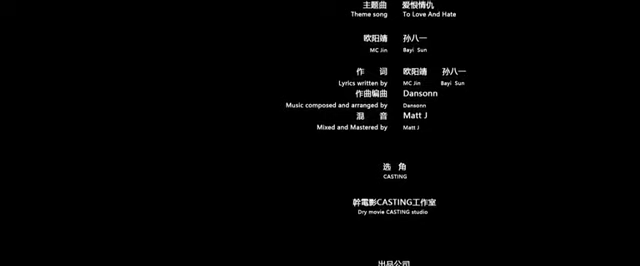 主题曲 爱恨情仇
Theme song To Love And Hate
欧阳靖 孙八一
MC Jin Bayi Sun
作 词 欧阳靖 孙八一
Lyrics written by MC Jin Bayi Sun
作曲编曲 Dansonn
Music composed and arranged by Dansonn
混 音 Matt J
Mixed and Mastered by Matt J
选 角
CASTING
幹電影CASTING工作室
Dry movie CASTING studio
出品公司